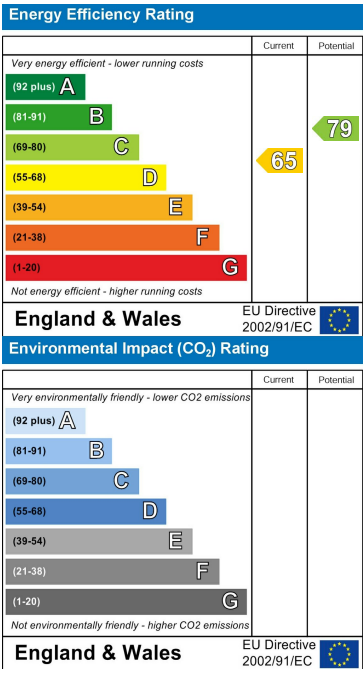 Energy Efficiency Rating
Current Potential
Very energy efficient - lower running costs
(92 plus) A
(81-91) B
(69-80) C
(55-68) D
(39-54) E
(21-38) F
(1-20) G
65
79
Not energy efficient - higher running costs
England & Wales
EU Directive
2002/91/EC
Environmental Impact (CO₂) Rating
Current Potential
Very environmentally friendly - lower CO2 emissions
(92 plus) A
(81-91) B
(69-80) C
(55-68) D
(39-54) E
(21-38) F
(1-20) G
Not environmentally friendly - higher CO2 emissions
England & Wales
EU Directive
2002/91/EC